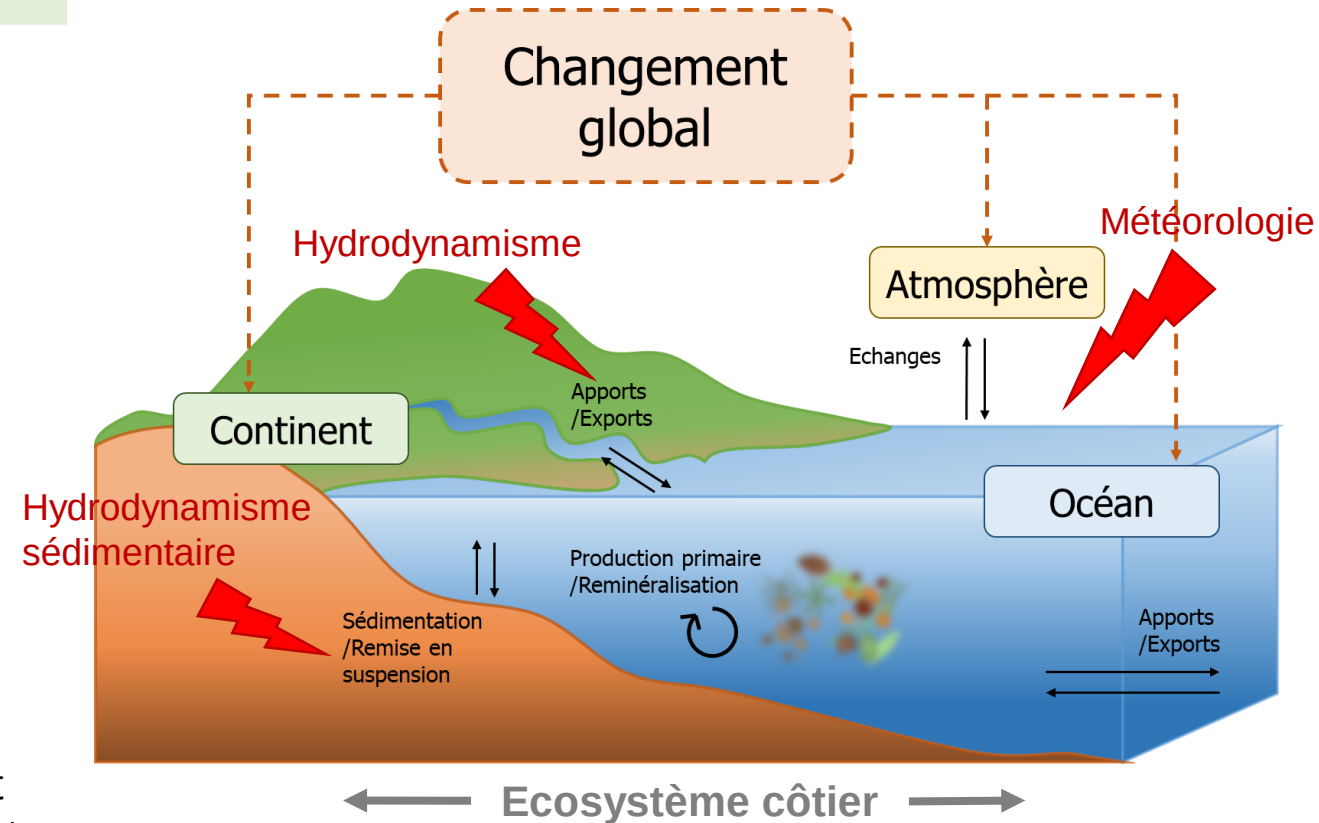 Changement
global
Hydrodynamisme
Météorologie
Atmosphère
Echanges
Apports
/Exports
Continent
Océan
Hydrodynamisme
sédimentaire
Production primaire
/Reminéralisation
Sédimentation
/Remise en
suspension
Apports
/Exports
Ecosystème côtier